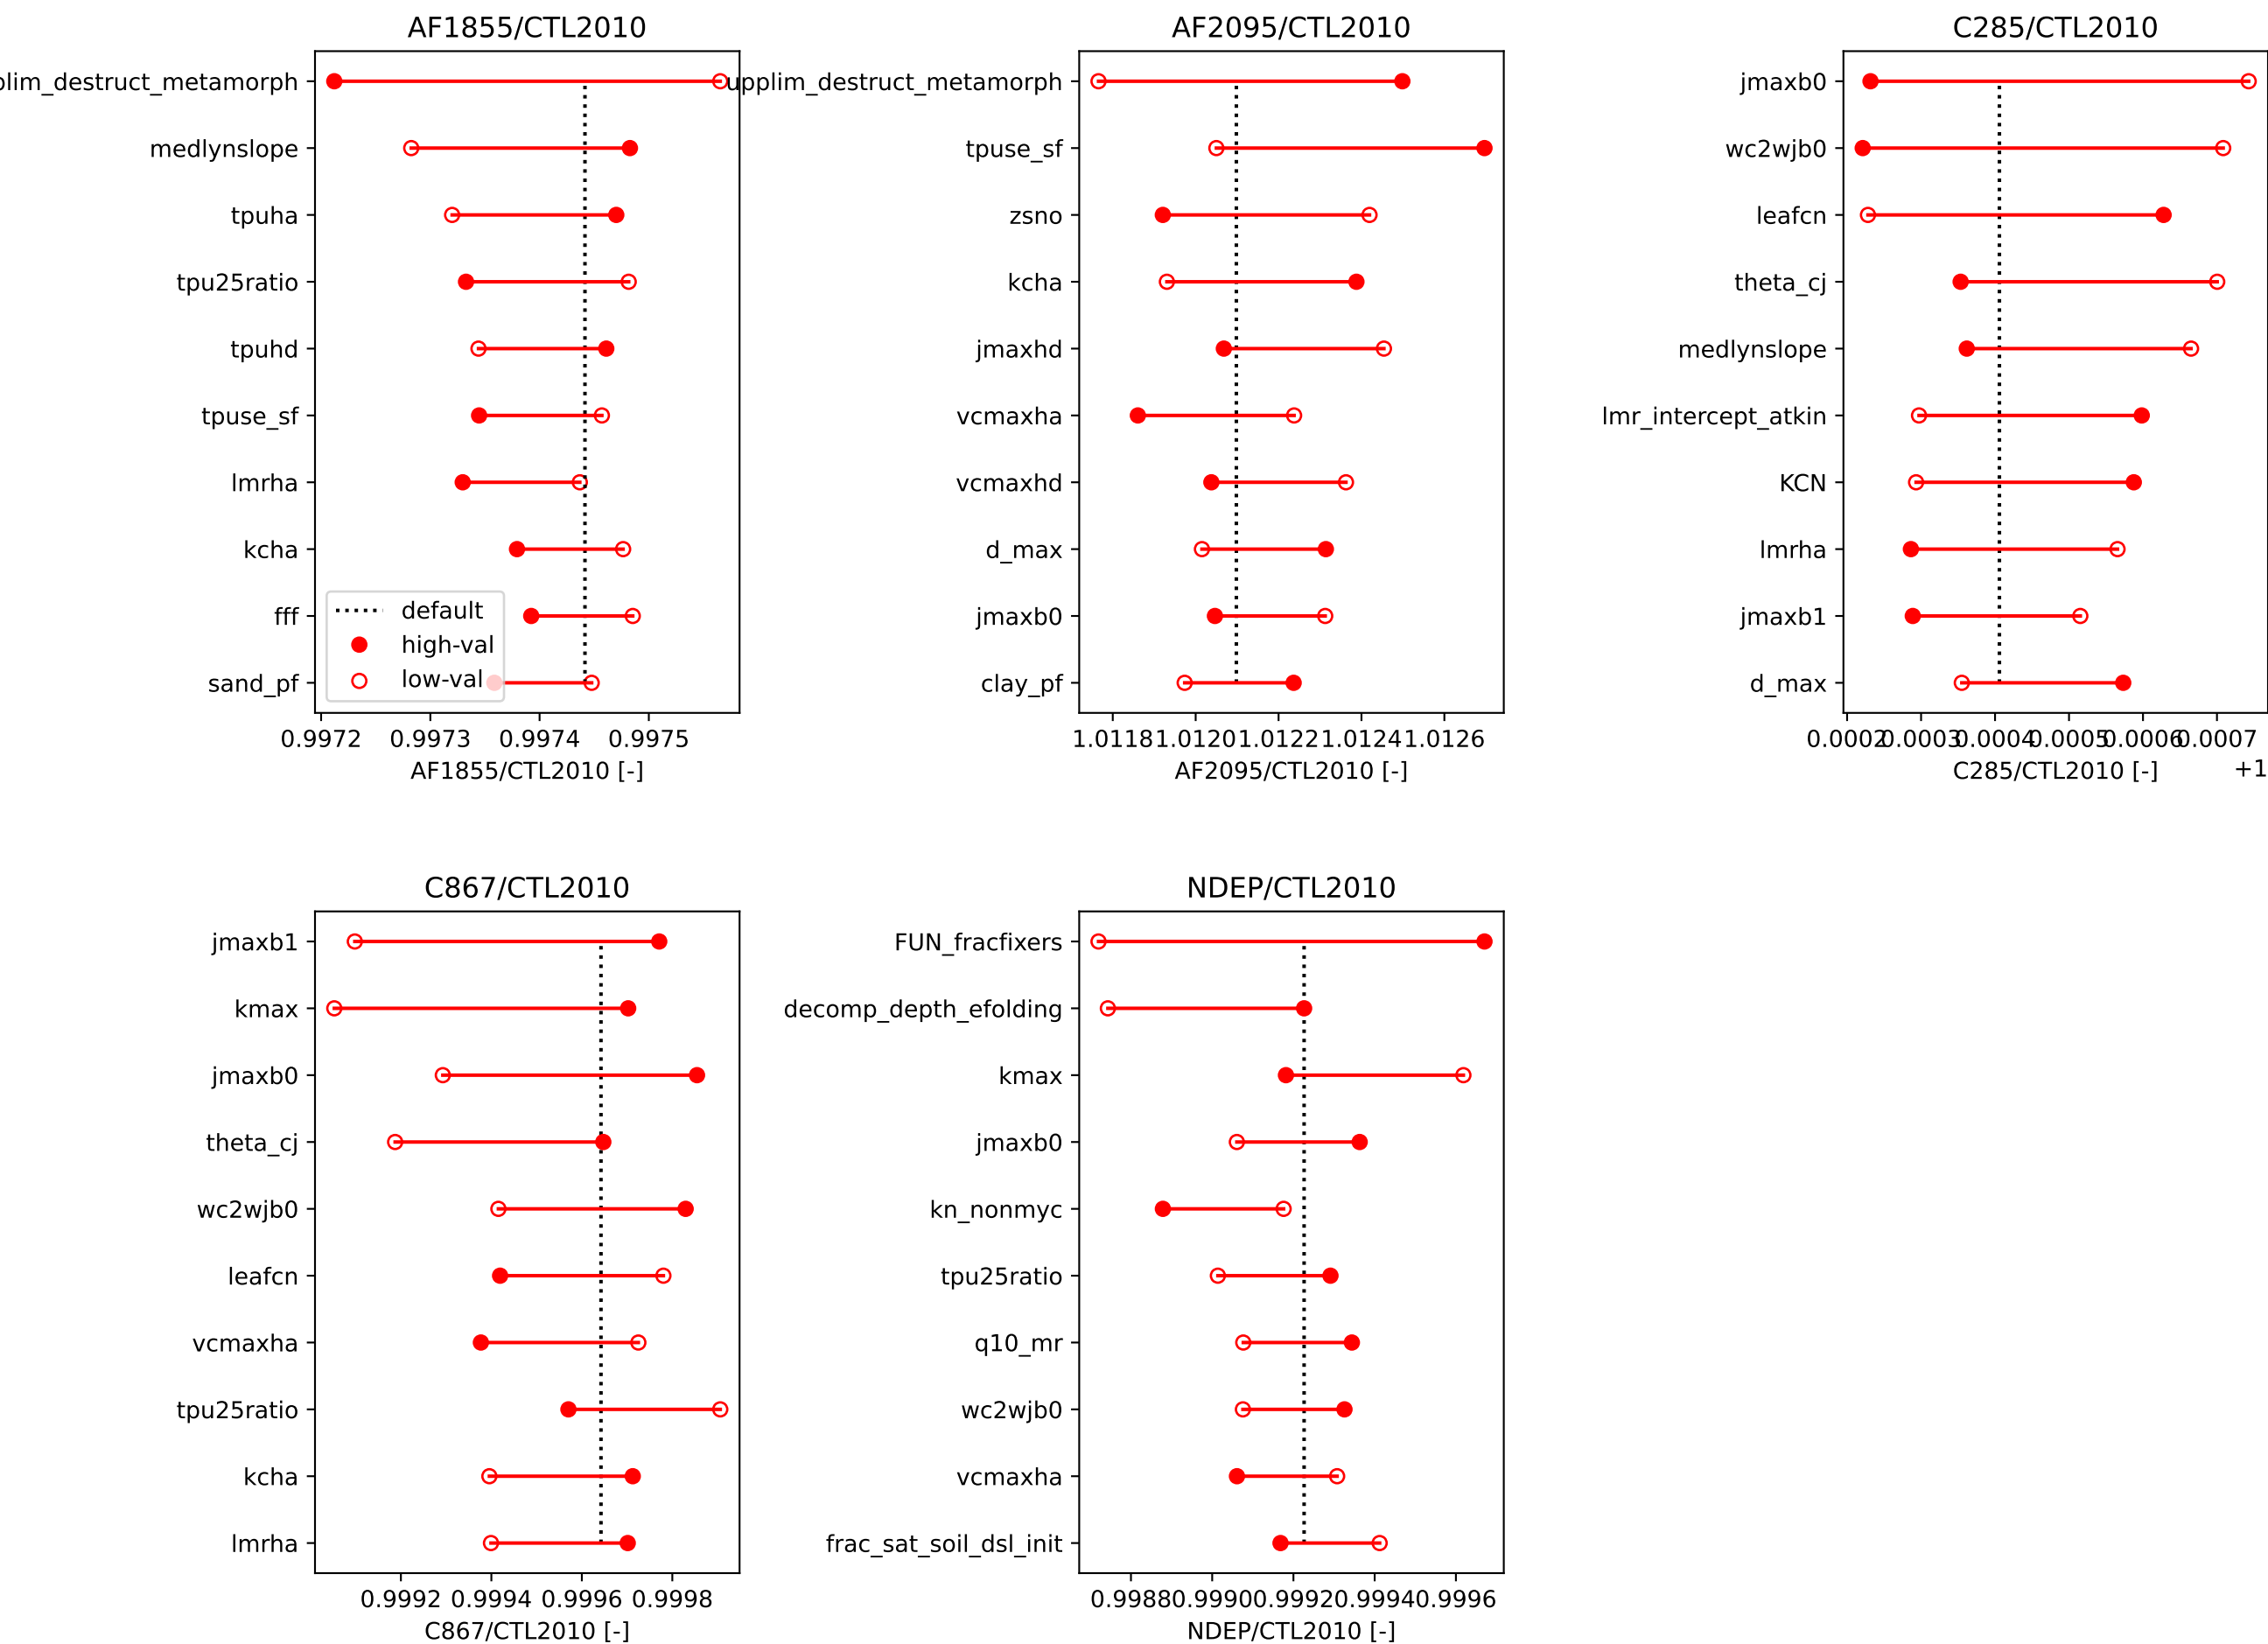 AF1855/CTL2010
plim_destruct_metamorph
medlynslope
tpuha
tpu25ratio
tpuhd
tpuse_sf
lmrha
kcha
fff
sand_pf
default
high-val
low-val
0.9972 0.9973 0.9974 0.9975
AF1855/CTL2010 [-]
AF2095/CTL2010
upplim_destruct_metamorph
tpuse_sf
zsno
kcha
jmaxhd
vcmaxha
vcmaxhd
d_max
jmaxb0
clay_pf
1.0118 1.0120 1.0122 1.0124 1.0126
AF2095/CTL2010 [-]
C285/CTL2010
jmaxb0
wc2wjb0
leafcn
theta_cj
medlynslope
lmr_intercept_atkin
KCN
lmrha
jmaxb1
d_max
0.0002 0.0003 0.0004 0.0005 0.0006 0.0007
C285/CTL2010 [-]
+1
C867/CTL2010
jmaxb1
kmax
jmaxb0
theta_cj
wc2wjb0
leafcn
vcmaxha
tpu25ratio
kcha
lmrha
0.9992 0.9994 0.9996 0.9998
C867/CTL2010 [-]
NDEP/CTL2010
FUN_fracfixers
decomp_depth_efolding
kmax
jmaxb0
kn_nonmyc
tpu25ratio
q10_mr
wc2wjb0
vcmaxha
frac_sat_soil_dsl_init
0.9988 0.9990 0.9992 0.9994 0.9996
NDEP/CTL2010 [-]